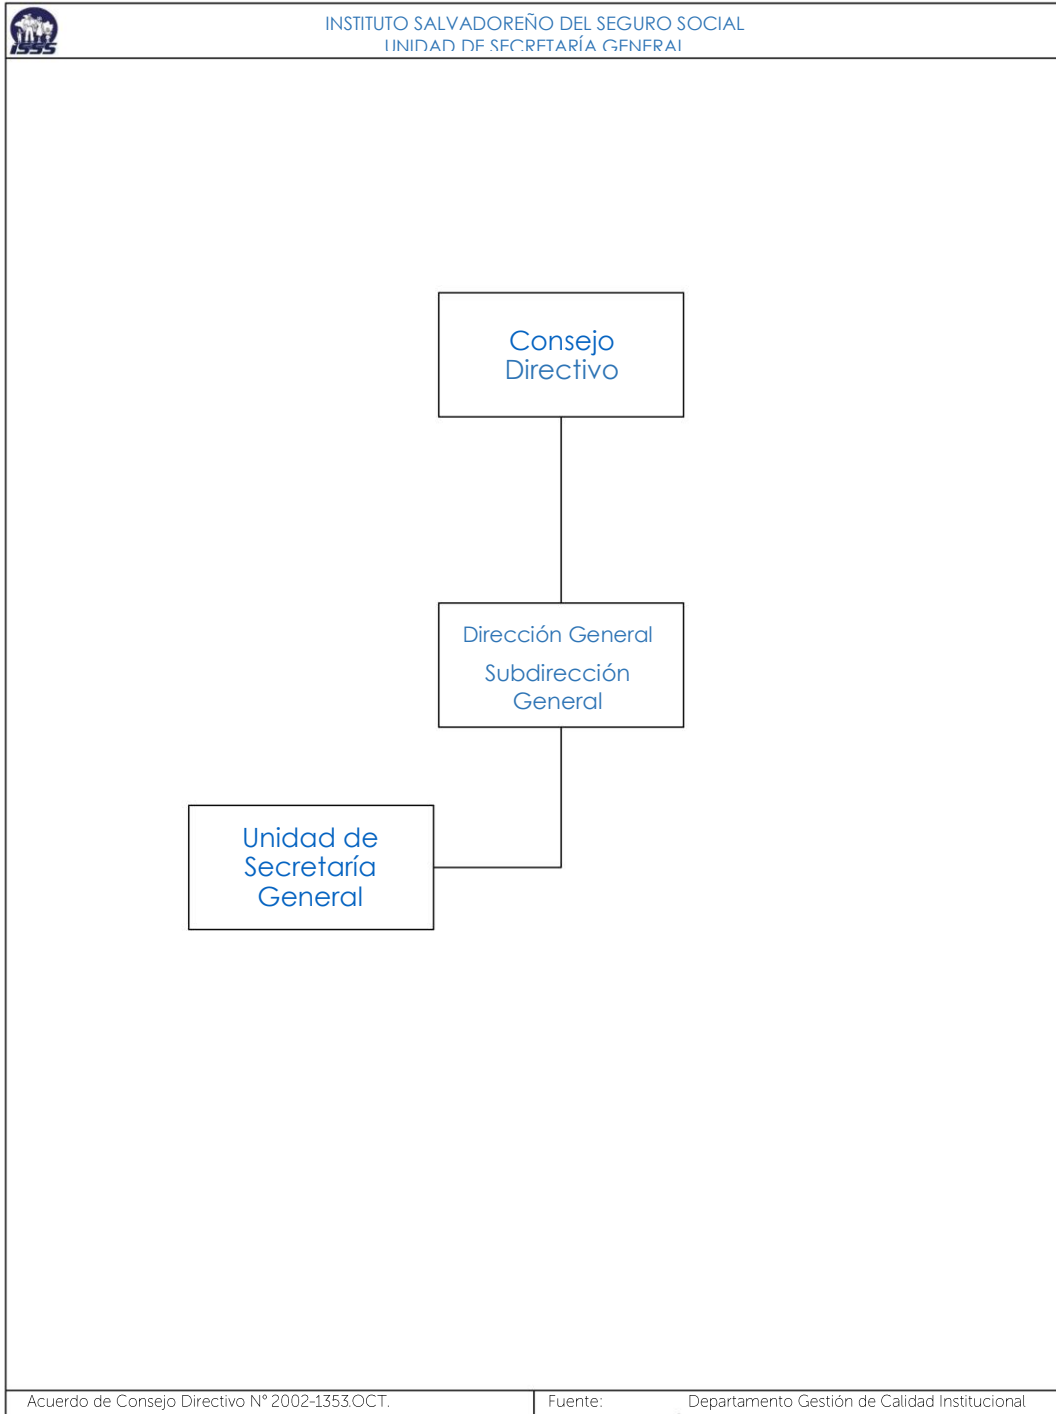 ISSS
INSTITUTO SALVADOREÑO DEL SEGURO SOCIAL
UNIDAD DE SECRETARÍA GENERAL
Consejo
Directivo
Dirección General
Subdirección
General
Unidad de
Secretaría
General
Acuerdo de Consejo Directivo N° 2002-1353.OCT.
Fuente: Departamento Gestión de Calidad Institucional